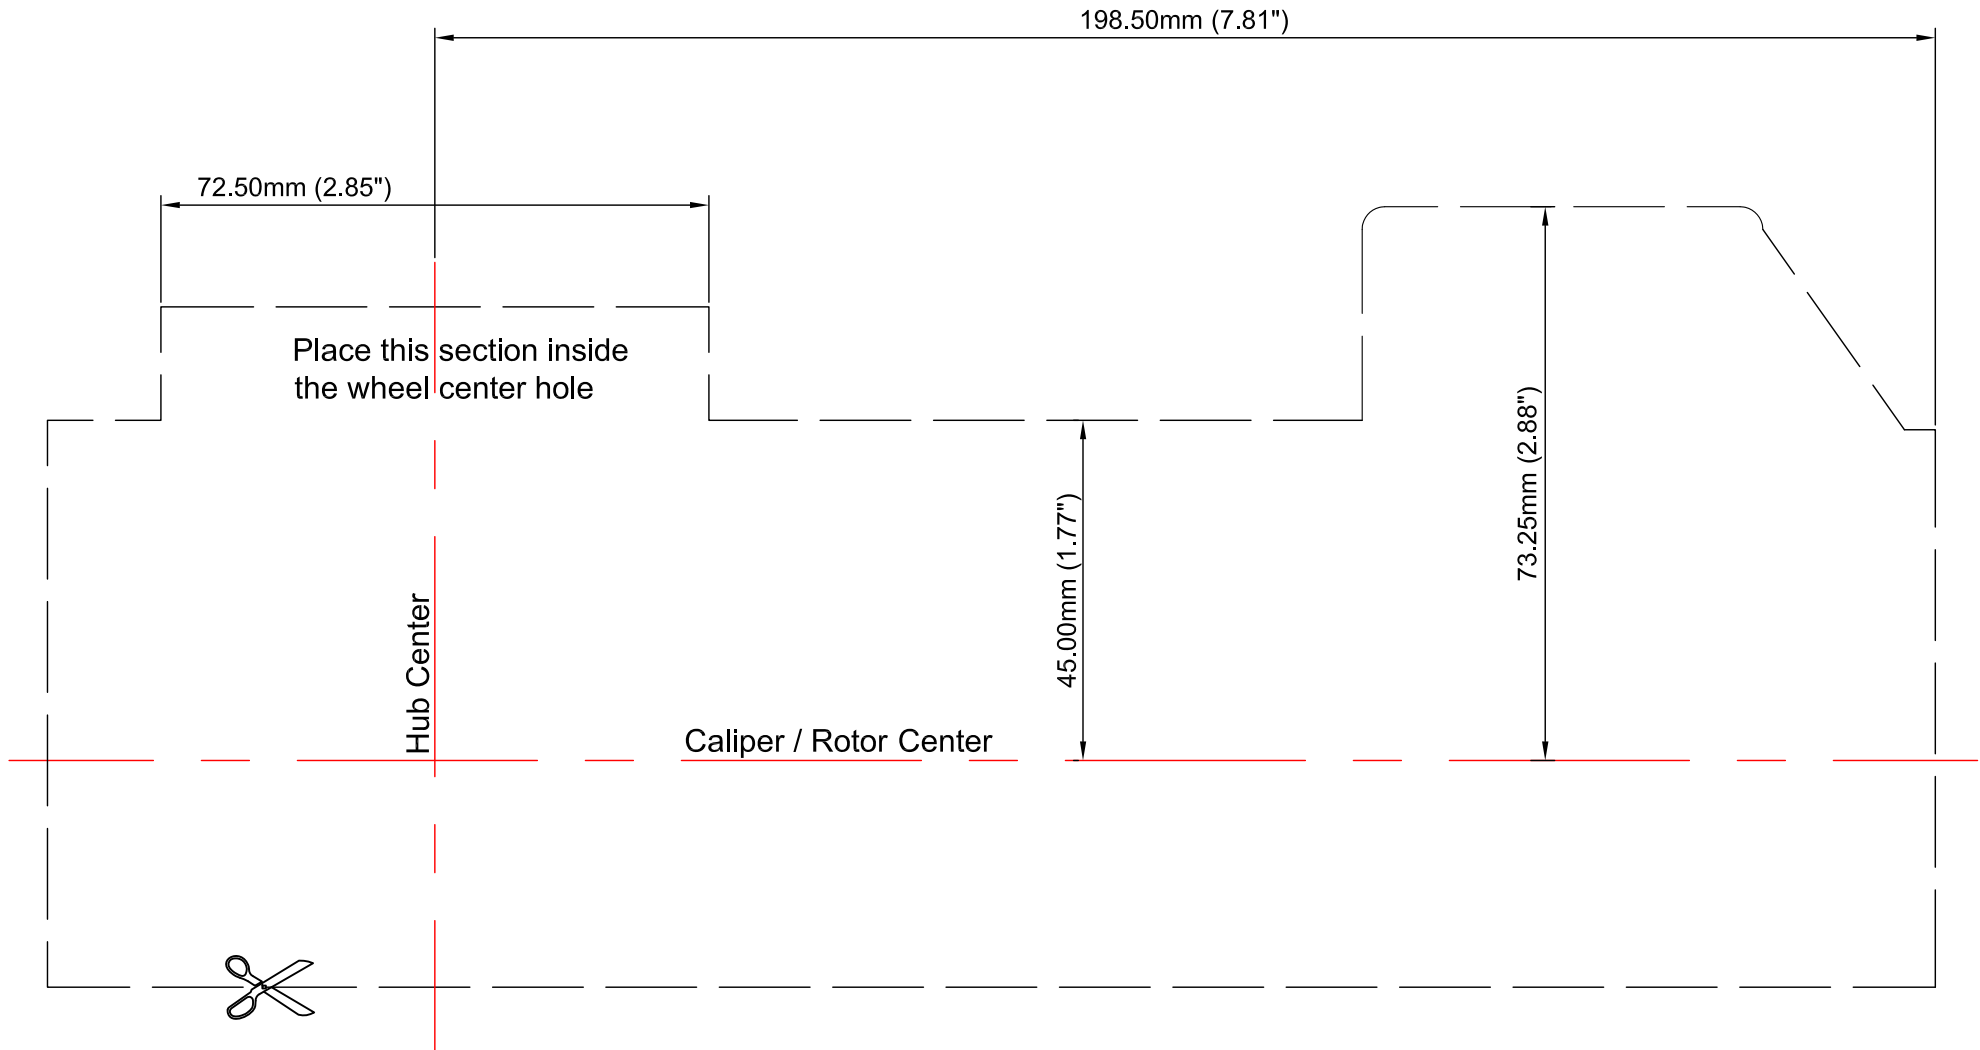 198.50mm (7.81")
72.50mm (2.85")
Place this section inside
the wheel center hole
73.25mm (2.88")
45.00mm (1.77")
Hub Center
Caliper / Rotor Center